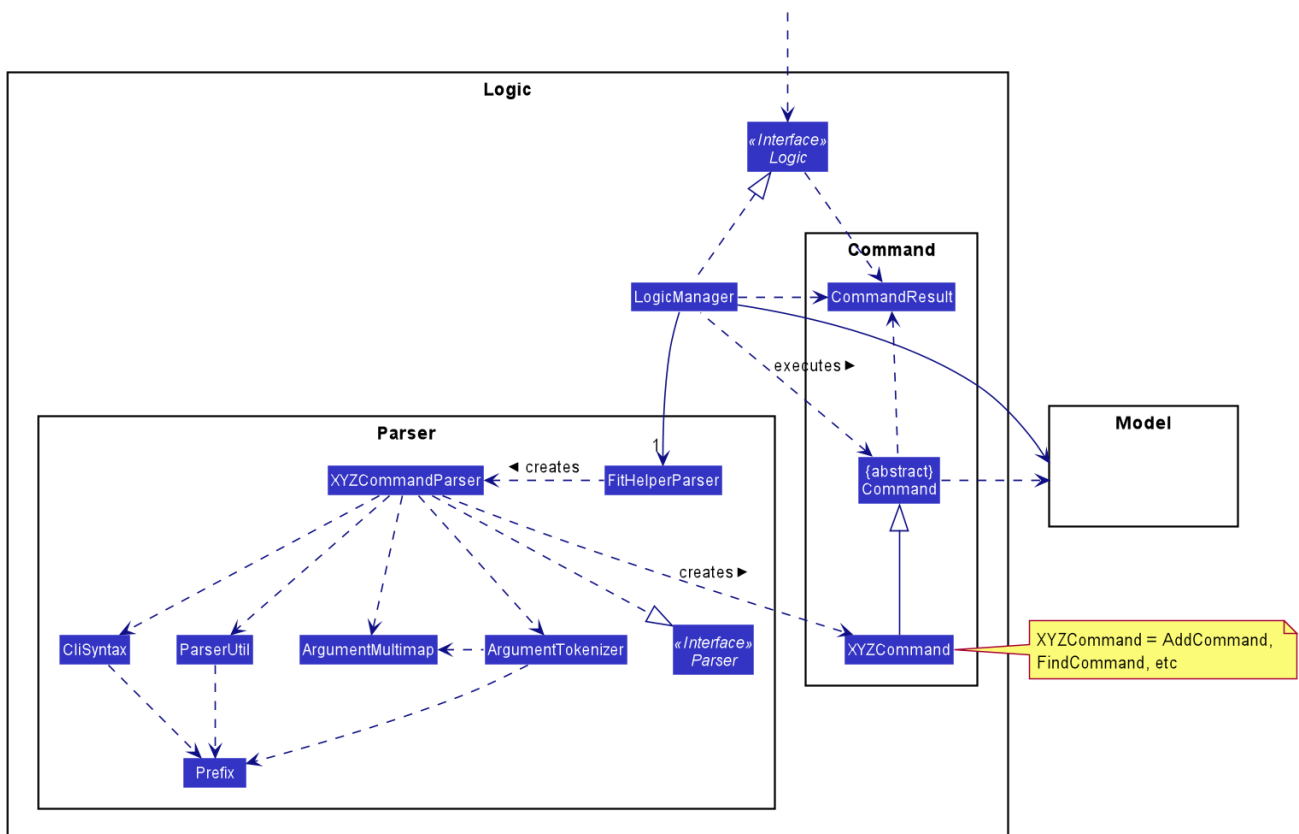 Logic
«Interface»
Logic
Command
LogicManager
CommandResult
executes ►
Model
Parser
1
XYZCommandParser
◄ creates
FitHelperParser
{abstract}
Command
creates ►
CliSyntax
ParserUtil
ArgumentMultimap
ArgumentTokenizer
«Interface»
Parser
XYZCommand
XYZCommand = AddCommand,
FindCommand, etc
Prefix